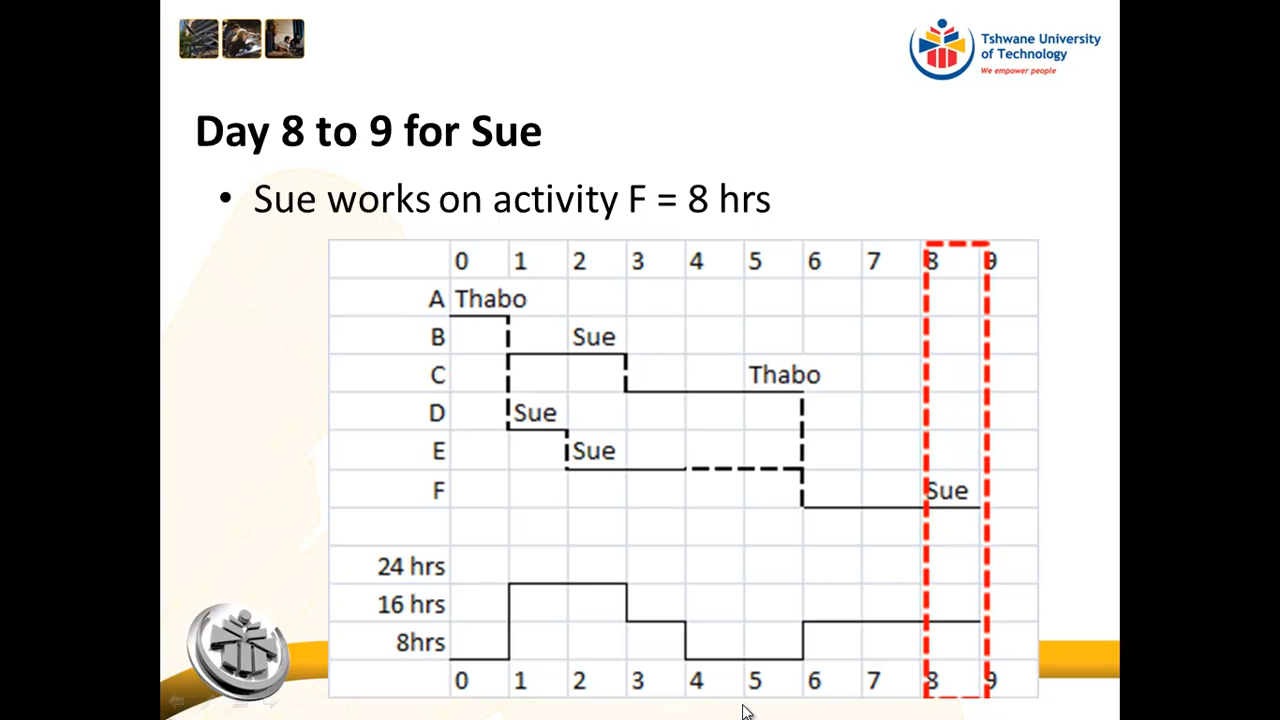 Tshwane University
of Technology
We empower people
Day 8 to 9 for Sue
• Sue works on activity F = 8 hrs
0 1 2 3 4 5 6 7 8 9
A Thabo
B Sue
C Thabo
D Sue
E Sue
F Sue
24 hrs
16 hrs
8hrs
0 1 2 3 4 5 6 7 8 9